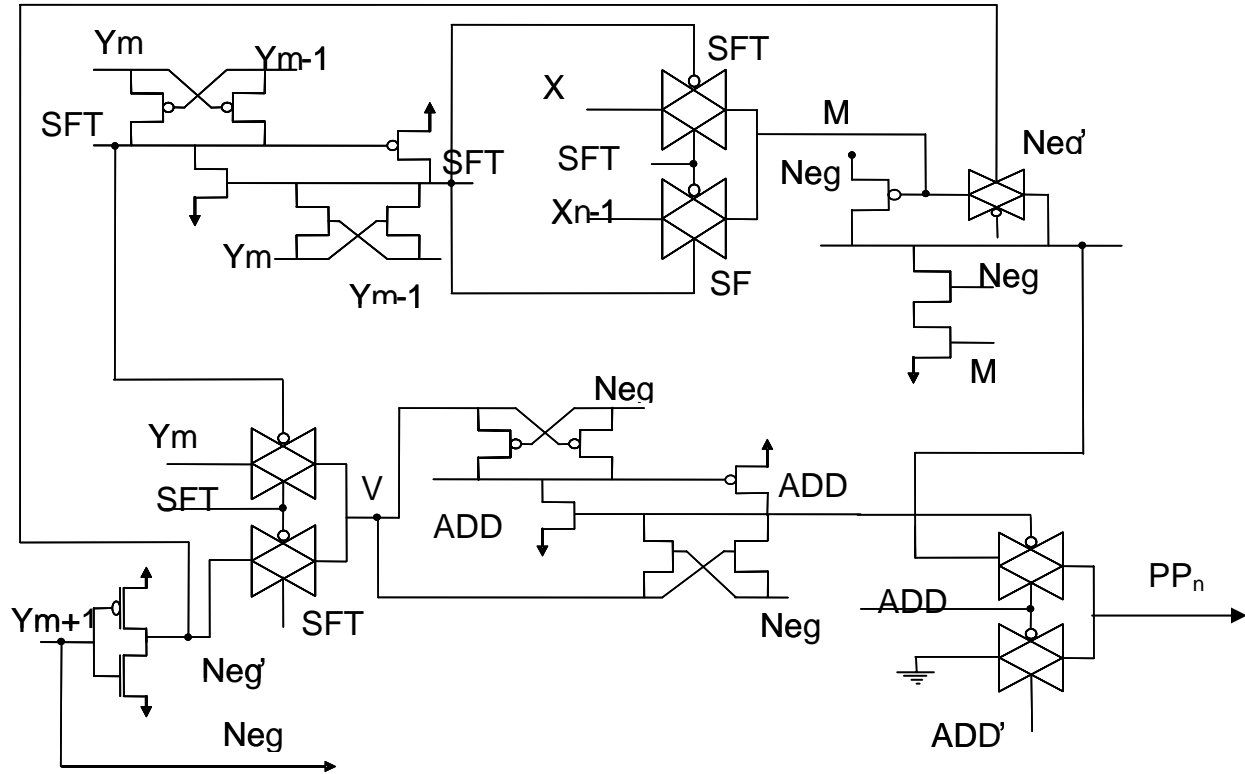 Ym
Ym-1
SFT
X
M
Neg'
SFT
SFT
SFT
Neg
Xn-1
Ym
Ym-1
SF
Neg
M
Neg
Ym
V
SFT
ADD
ADD
PPn
ADD
Ym+1
SFT
Neg
Neg'
Neg
ADD'